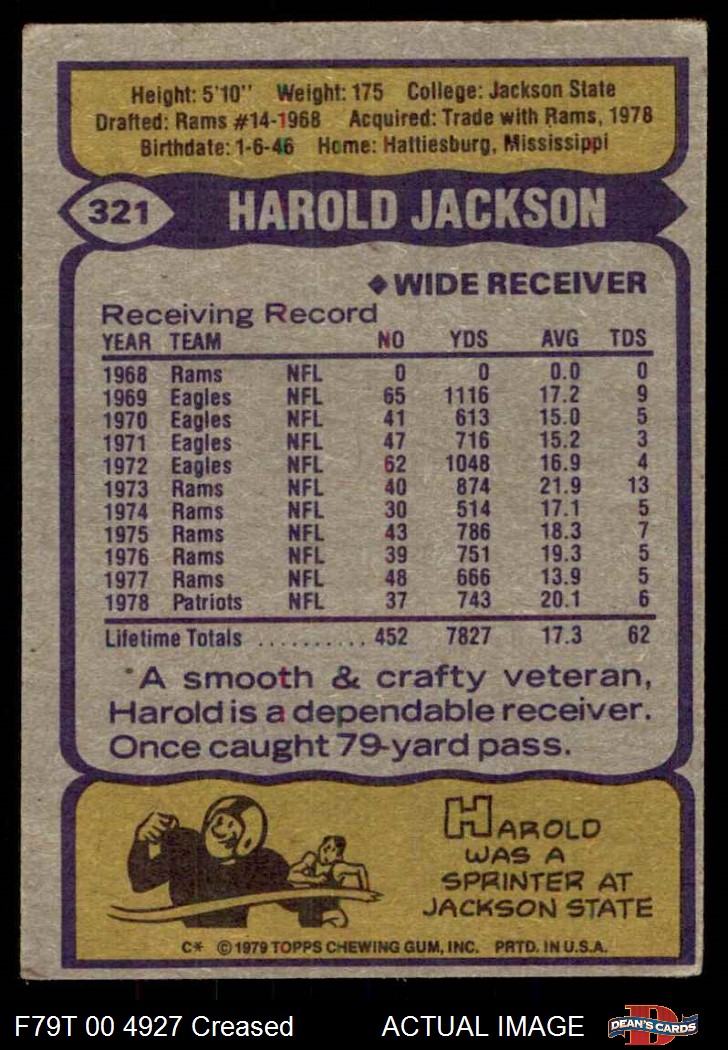 Height: 5'10" Weight: 175 College: Jackson State
Drafted: Rams #14-1968 Acquired: Trade with Rams, 1978
Birthdate: 1-6-46 Home: Hattiesburg, Mississippi
321 HAROLD JACKSON
WIDE RECEIVER
Receiving Record
YEAR TEAM NO YDS AVG TDS
1968 Rams NFL 0 0 0.0 0
1969 Eagles NFL 65 1116 17.2 9
1970 Eagles NFL 41 613 15.0 5
1971 Eagles NFL 47 716 15.2 3
1972 Eagles NFL 62 1048 16.9 4
1973 Rams NFL 40 874 21.9 13
1974 Rams NFL 30 514 17.1 5
1975 Rams NFL 43 786 18.3 7
1976 Rams NFL 39 751 19.3 5
1977 Rams NFL 48 666 13.9 5
1978 Patriots NFL 37 743 20.1 6
Lifetime Totals .......... 452 7827 17.3 62
A smooth & crafty veteran,
Harold is a dependable receiver.
Once caught 79-yard pass.
HAROLD
WAS A
SPRINTER AT
JACKSON STATE
C* ©1979 TOPPS CHEWING GUM, INC. PRTD. IN U.S.A.
F79T 00 4927 Creased ACTUAL IMAGE D DEAN'S CARDS